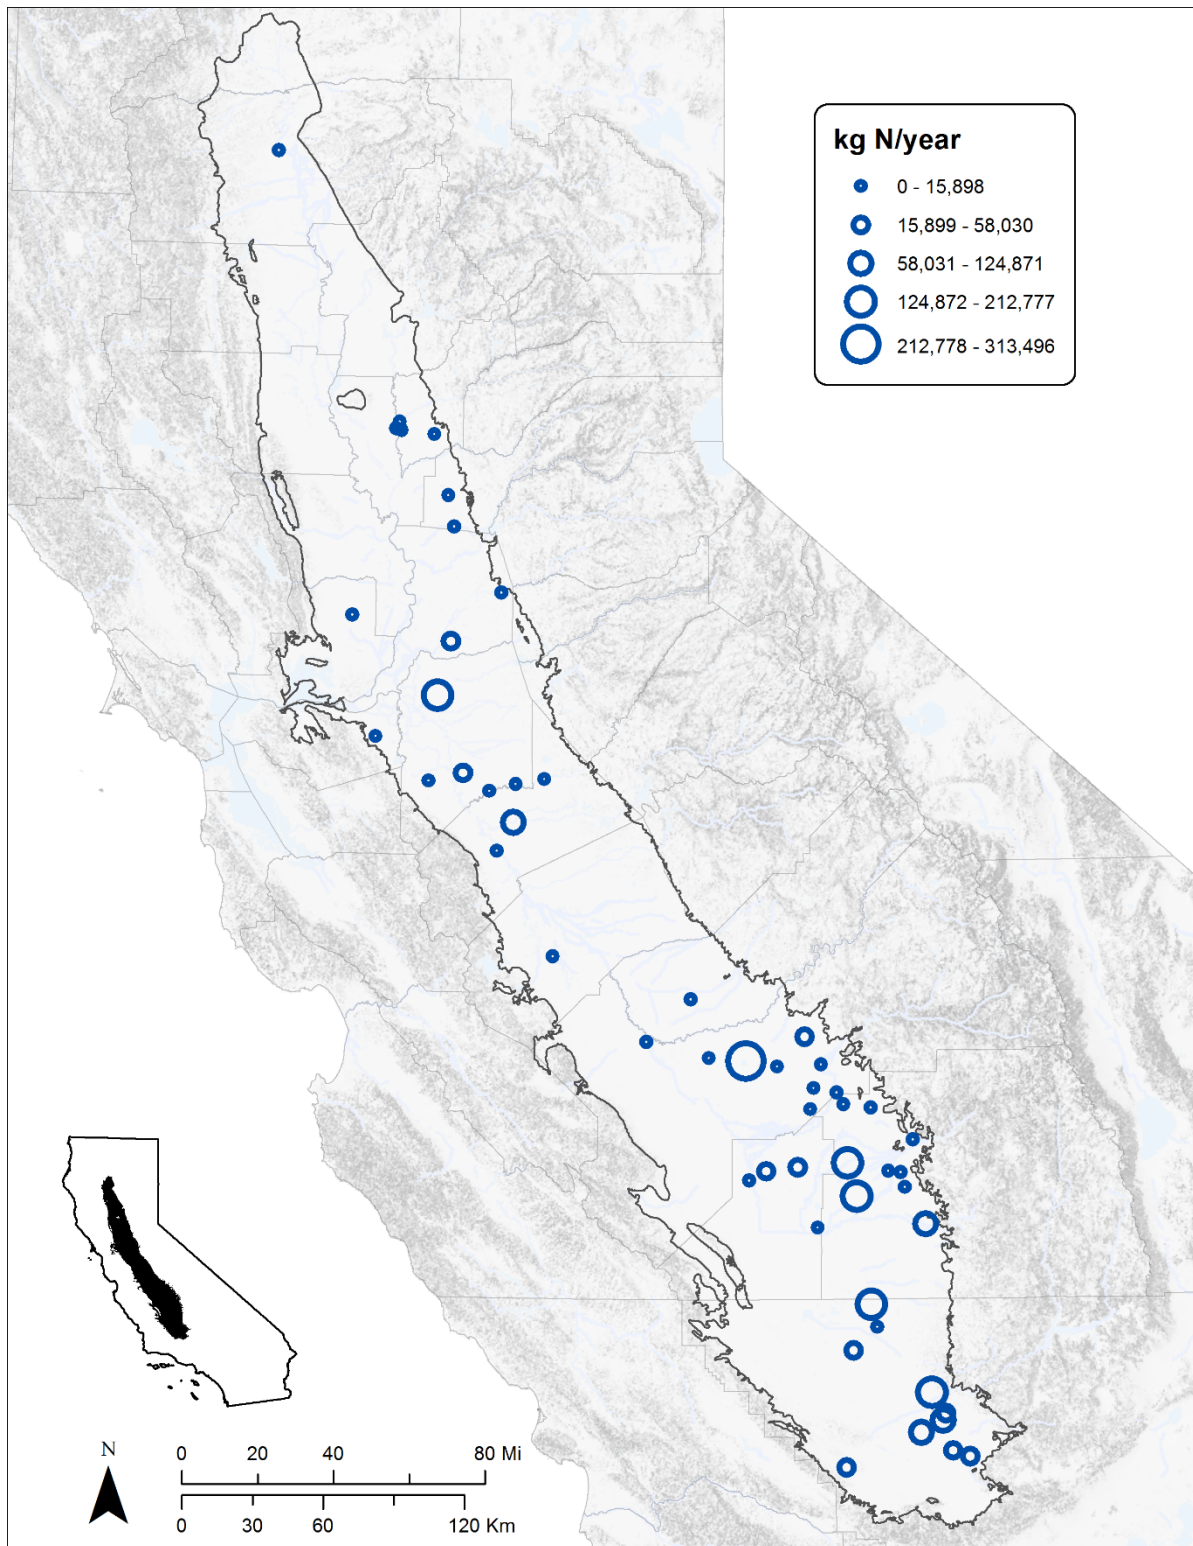 kg N/year
0 - 15,898
15,899 - 58,030
58,031 - 124,871
124,872 - 212,777
212,778 - 313,496
N
0 20 40 80 Mi
0 30 60 120 Km